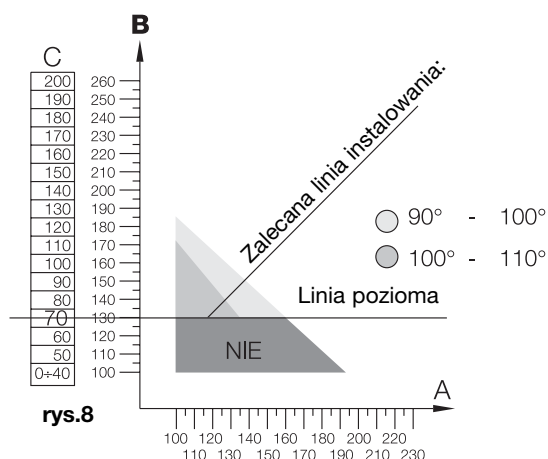 B
C
200 260
190 250
180 240
170 230
160 220
150 210
140 200
130 190
120 180
110 170
100 160
90 150
80 140
70 130
60 120
50 110
0÷40 100
Zalecana linia instalowania:
90° - 100°
100° - 110°
Linia pozioma
NIE
A
rys.8
100 120 140 160 180 200 220
110 130 150 170 190 210 230